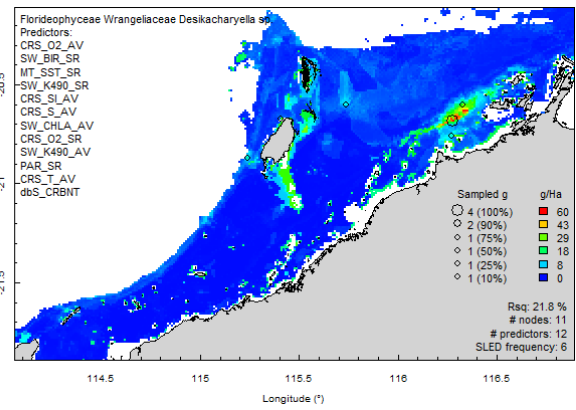 Florideophyceae Wrangeliaceae Desikacharyella sp
Predictors:
CRS_O2_AV
SW_BIR_SR
MT_SST_SR
SW_K490_SR
CRS_SI_AV
CRS_S_AV
SW_CHLA_AV
CRS_O2_SR
SW_K490_AV
PAR_SR
CRS_T_AV
dbS_CRBNT
-20.5
-21
-21.5
Sampled g g/Ha
4 (100%) 60
2 (90%) 43
1 (75%) 29
1 (50%) 18
1 (25%) 8
1 (10%) 0
Rsq: 21.8 %
# nodes: 11
# predictors: 12
SLED frequency: 6
114.5 115 115.5 116 116.5
Longitude (°)